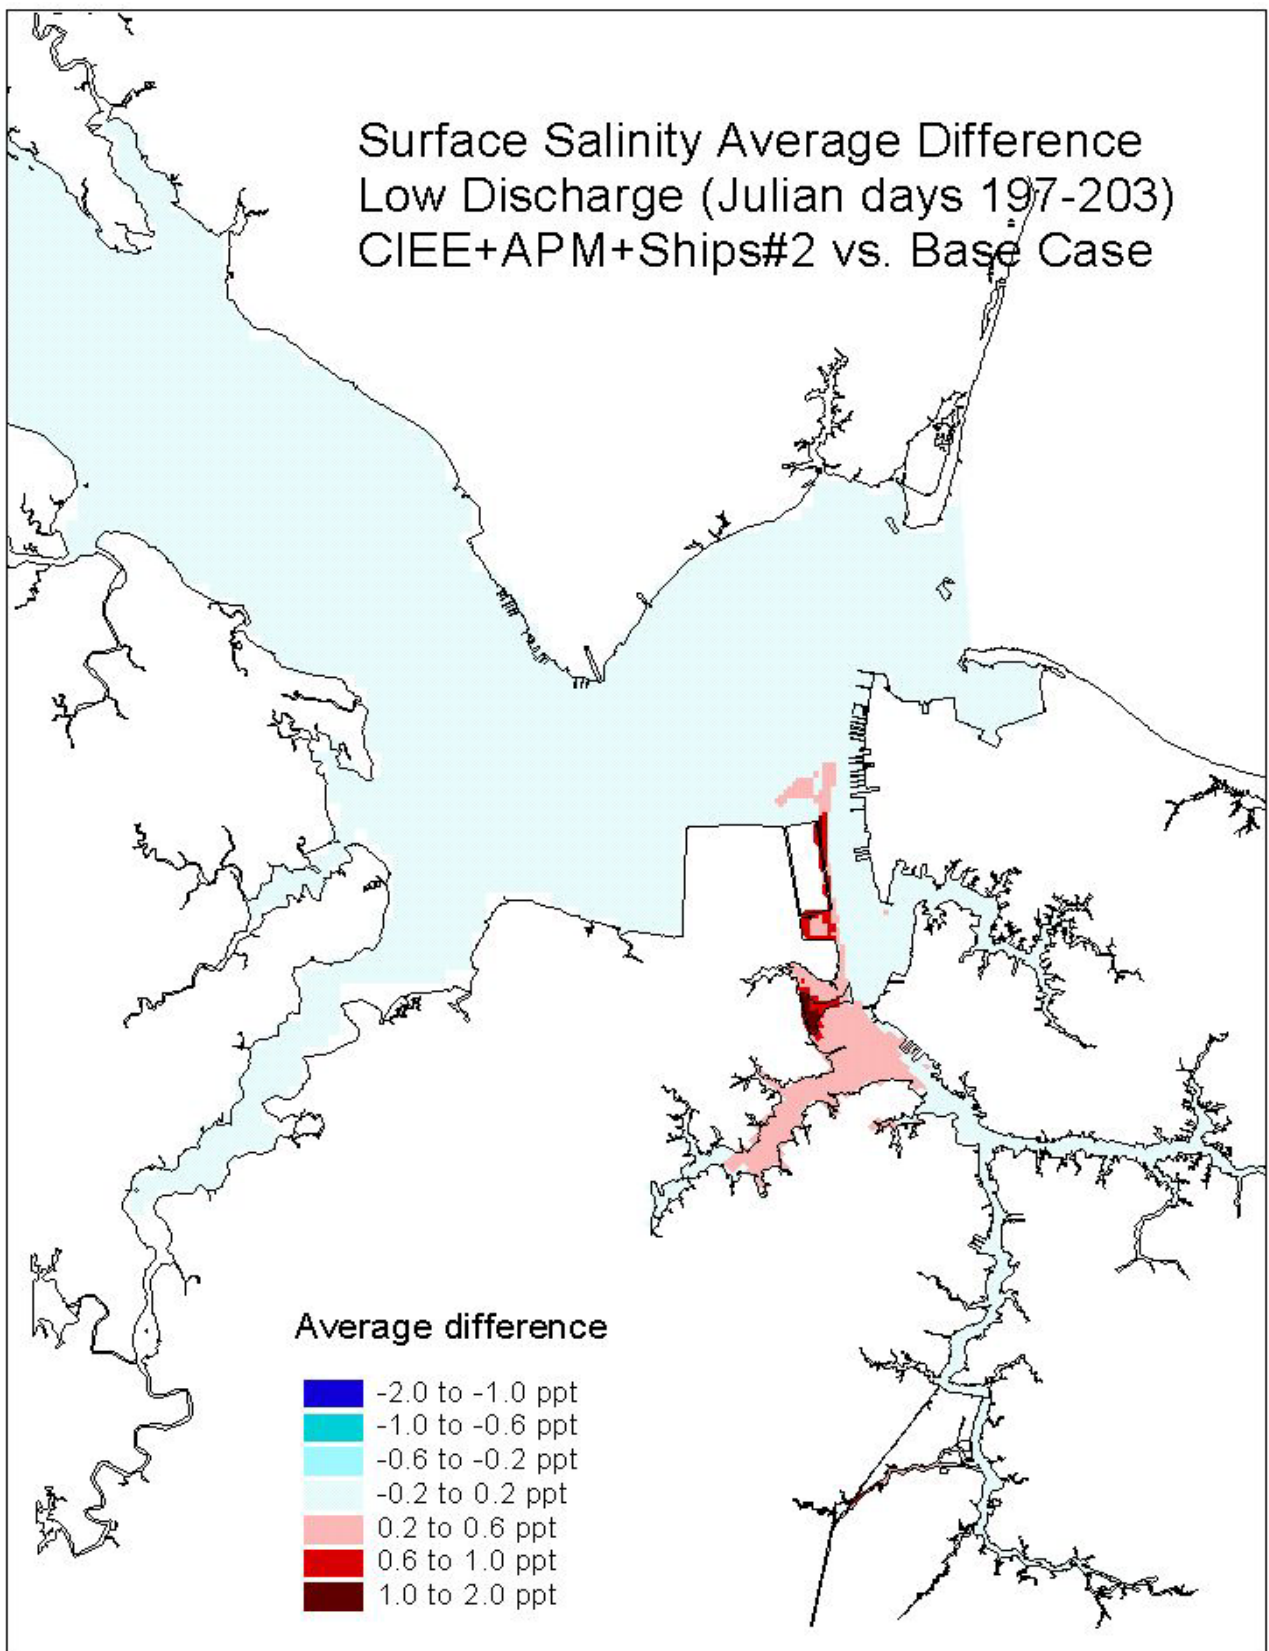 Surface Salinity Average Difference
Low Discharge (Julian days 197-203)
CIEE+APM+Ships#2 vs. Base Case
Average difference
-2.0 to -1.0 ppt
-1.0 to -0.6 ppt
-0.6 to -0.2 ppt
-0.2 to 0.2 ppt
0.2 to 0.6 ppt
0.6 to 1.0 ppt
1.0 to 2.0 ppt